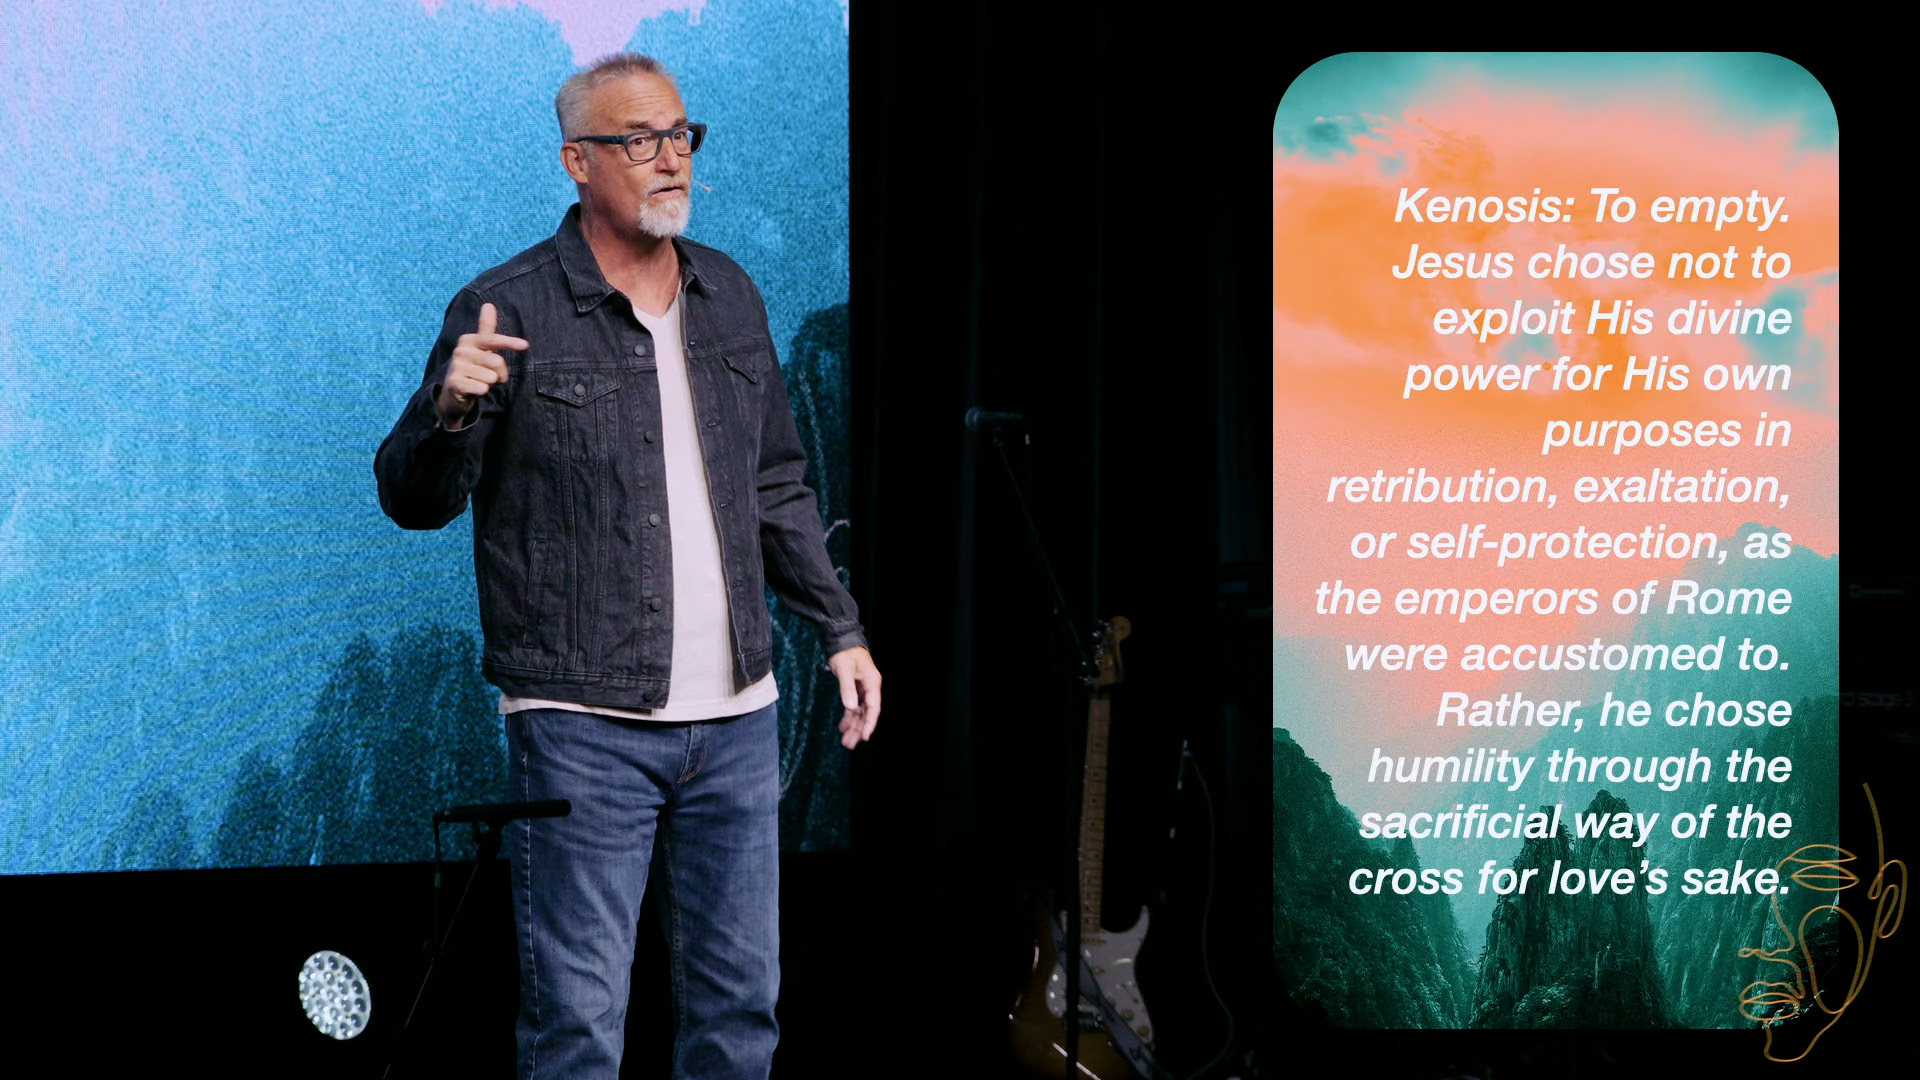 Kenosis: To empty.
Jesus chose not to
exploit His divine
power for His own
purposes in
retribution, exaltation,
or self-protection, as
the emperors of Rome
were accustomed to.
Rather, he chose
humility through the
sacrificial way of the
cross for love’s sake.